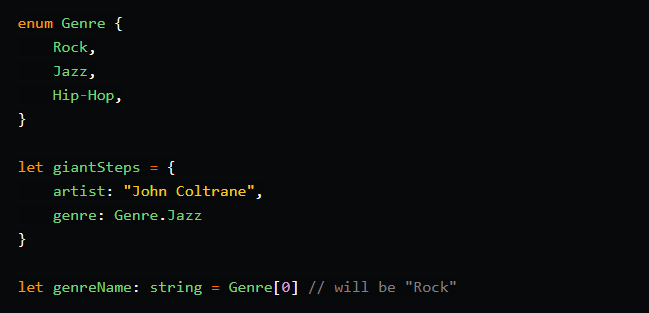 enum Genre {
    Rock,
    Jazz,
    Hip-Hop,
}

let giantSteps = {
    artist: "John Coltrane",
    genre: Genre.Jazz
}

let genreName: string = Genre[0] // will be "Rock"